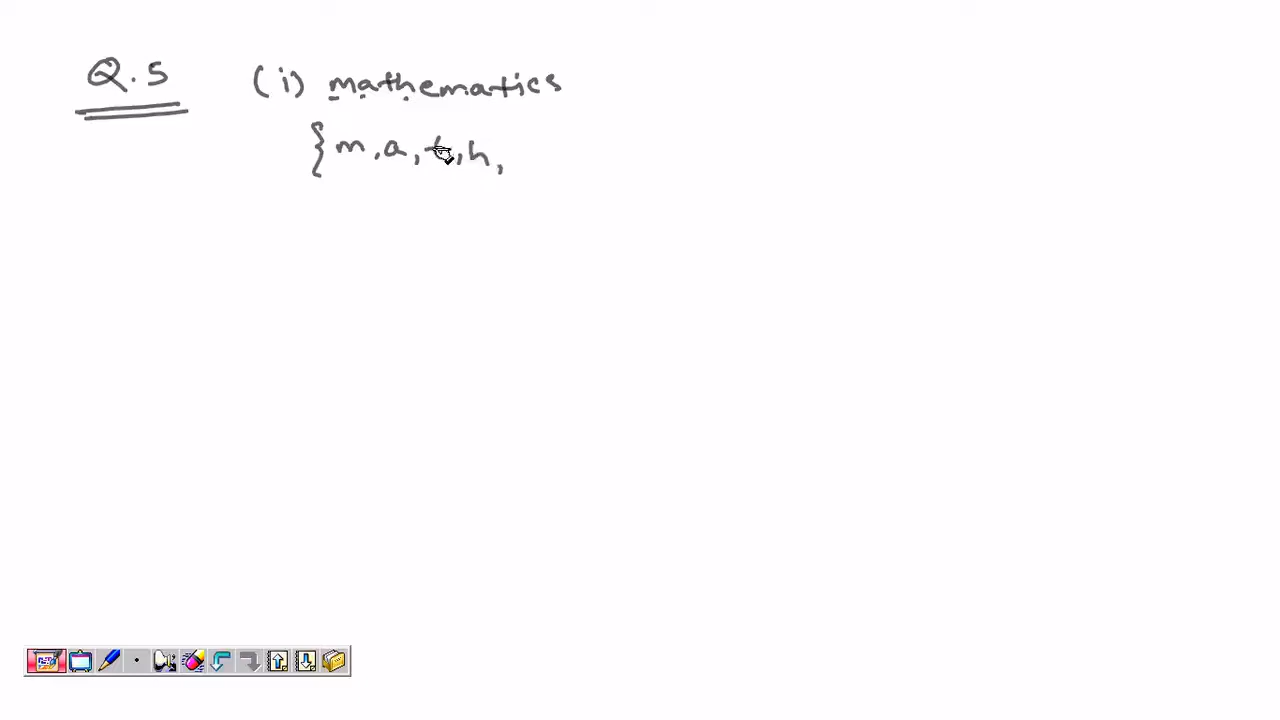 Q.5 (i) mathematics
{m, a, t, h,